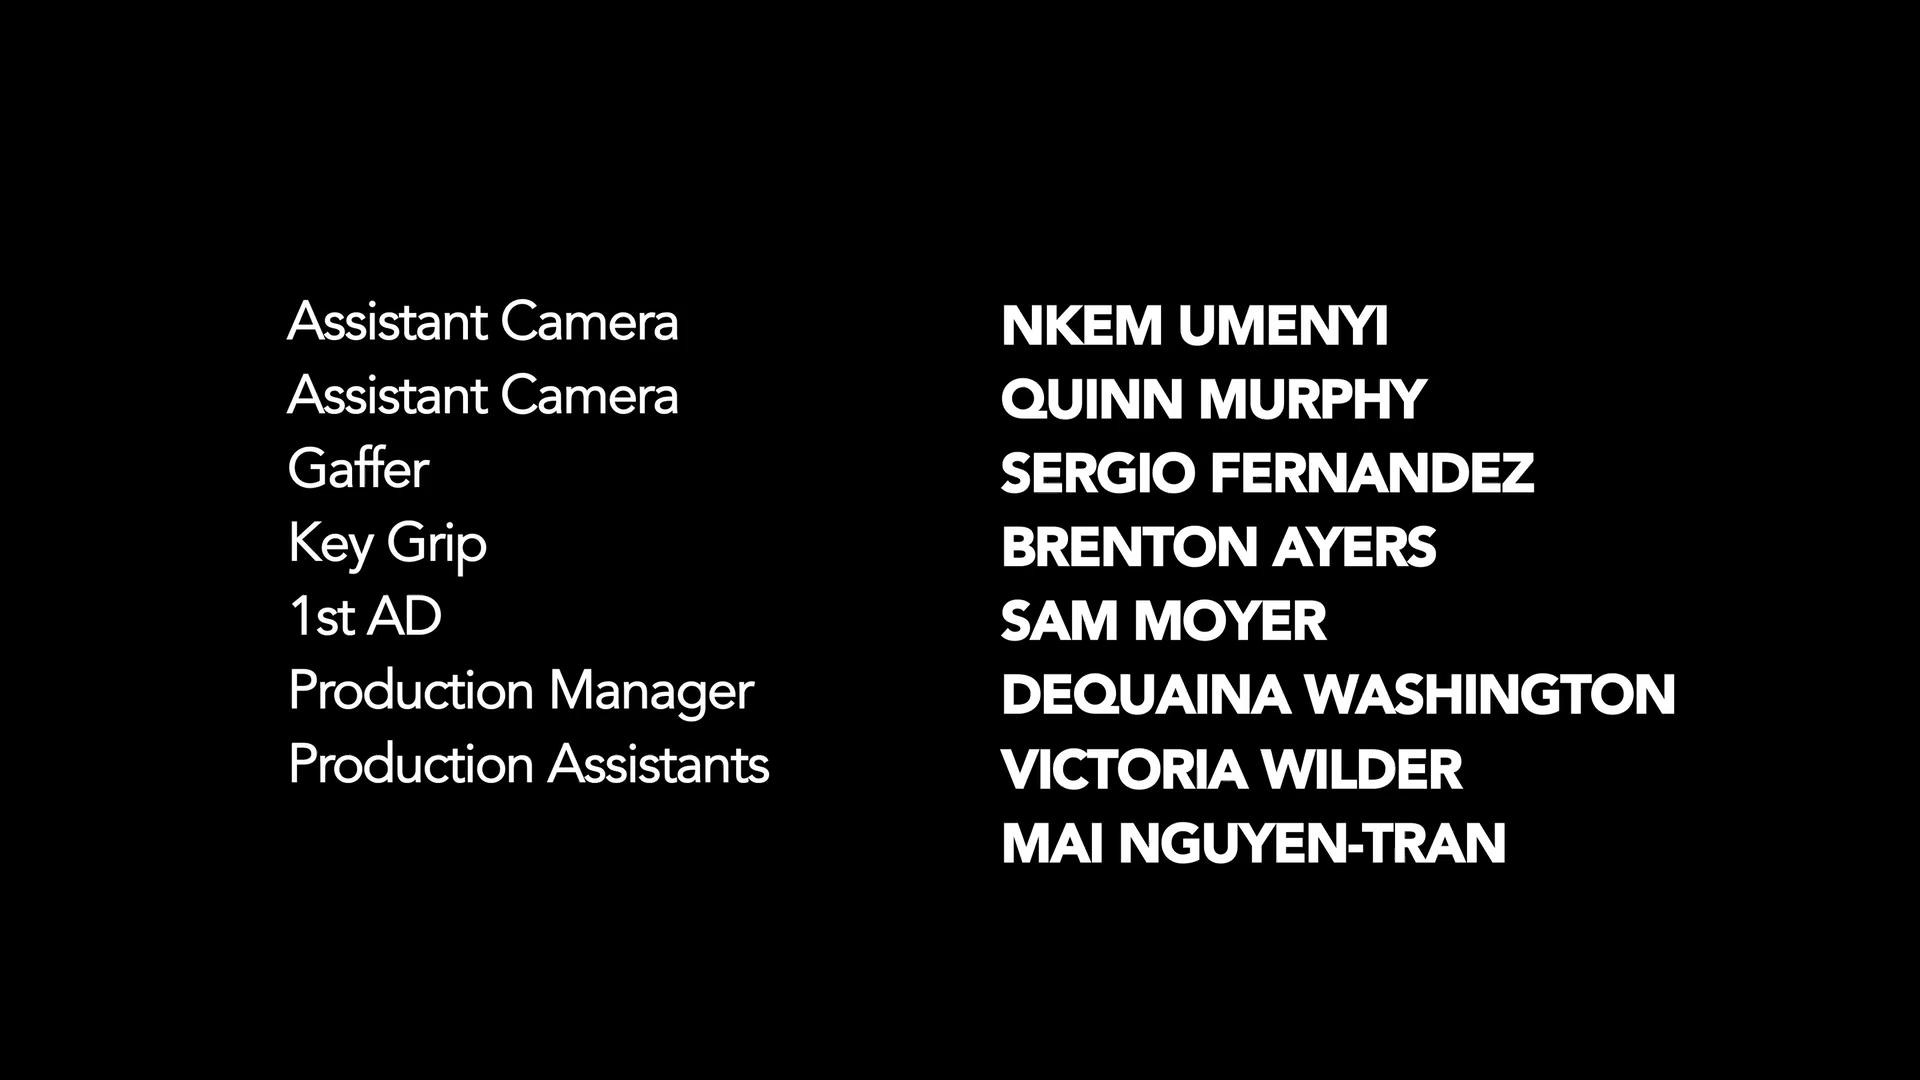 Assistant Camera NKEM UMENYI
Assistant Camera QUINN MURPHY
Gaffer SERGIO FERNANDEZ
Key Grip BRENTON AYERS
1st AD SAM MOYER
Production Manager DEQUAINA WASHINGTON
Production Assistants VICTORIA WILDER
MAI NGUYEN-TRAN